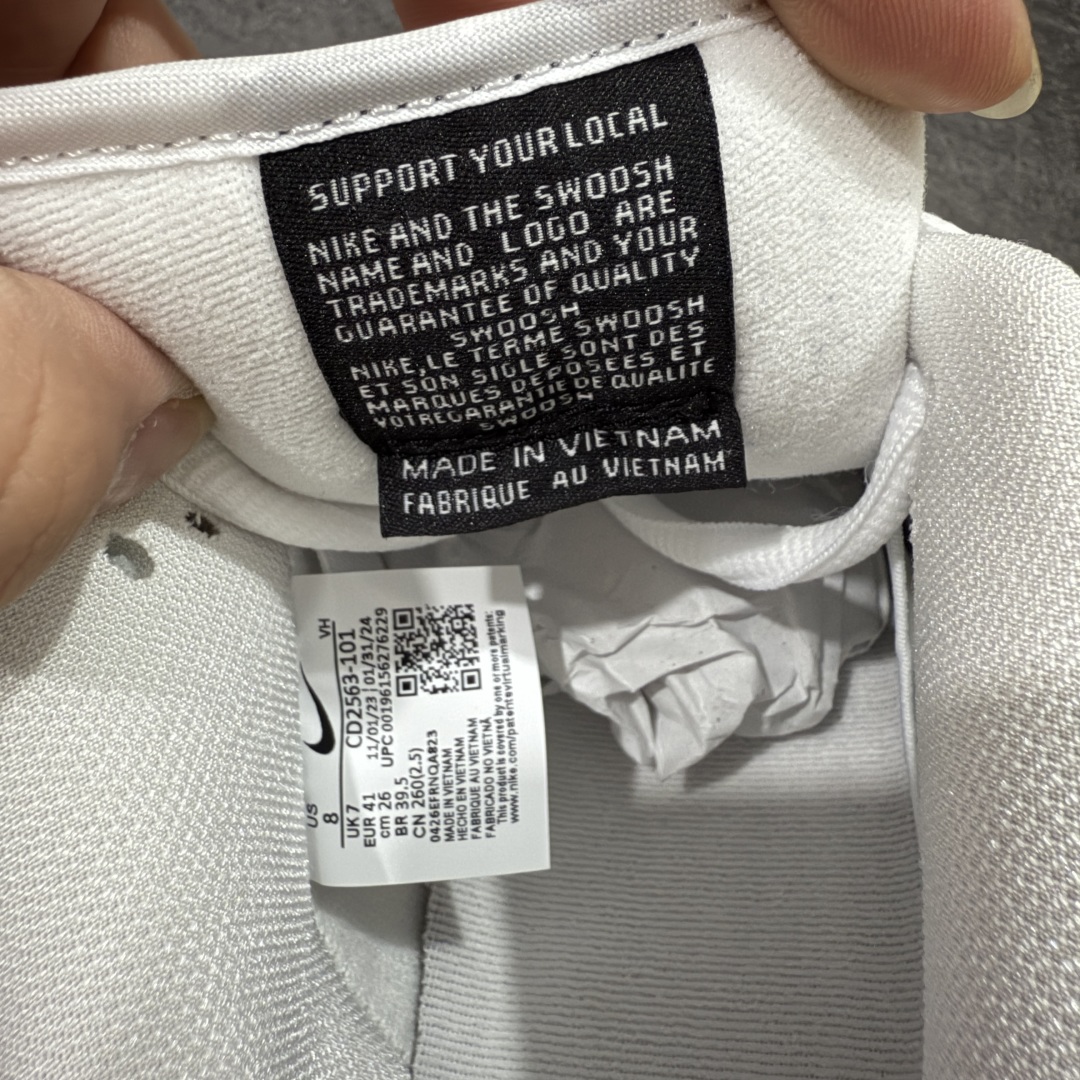 SUPPORT YOUR LOCAL
NIKE AND THE SWOOSH
NAME AND LOGO ARE
TRADEMARKS AND YOUR
GUARANTEE OF QUALITY
SWOOSH
NIKE,LE TERME SWOOSH
ET SON SIGLE SONT DES
MARQUES DEPOSEES ET
VOTRE GARANTIE DE QUALITE
SWOOSH
MADE IN VIETNAM
FABRIQUE AU VIETNAM
US
8
VH
UK 7
CD2563-101
EUR 41
11/01/23 | 01/31/24
cm 26
UPC 00196156276229
BR 39.5
CN 260(2.5)
0426EFRNQA823
MADE IN VIETNAM
HECHO EN VIETNAM
FABRIQUE AU VIETNAM
FABRICADO NO VIETNÃ
This product is covered by one or more patents:
www.nike.com/patentevirtualmarking